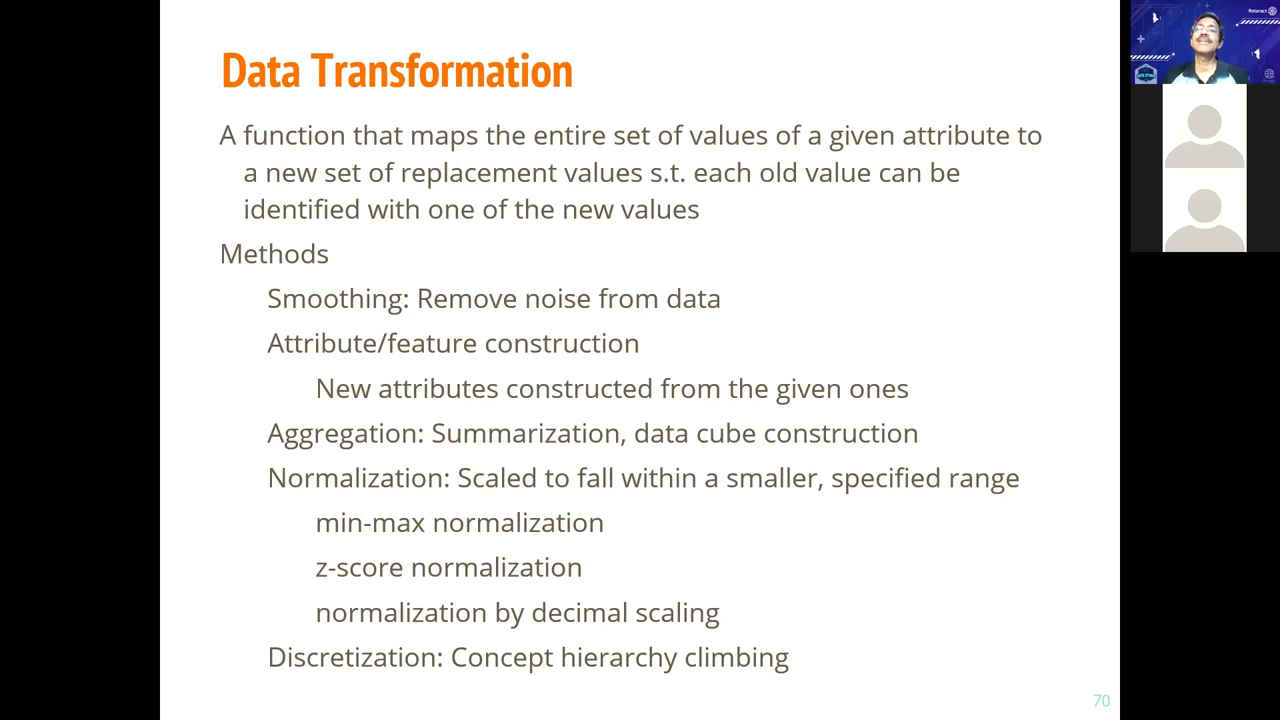 Data Transformation
A function that maps the entire set of values of a given attribute to
a new set of replacement values s.t. each old value can be
identified with one of the new values
Methods
Smoothing: Remove noise from data
Attribute/feature construction
New attributes constructed from the given ones
Aggregation: Summarization, data cube construction
Normalization: Scaled to fall within a smaller, specified range
min-max normalization
z-score normalization
normalization by decimal scaling
Discretization: Concept hierarchy climbing
70
Rotaract